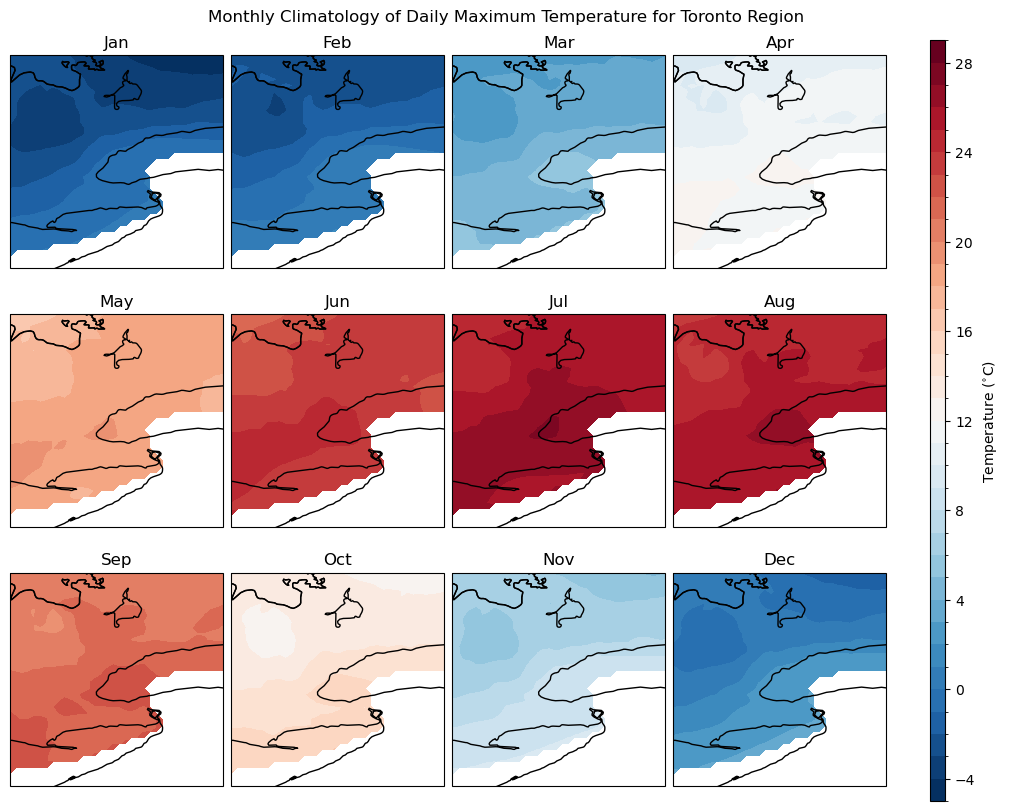 Monthly Climatology of Daily Maximum Temperature for Toronto Region
Jan Feb Mar Apr
May Jun Jul Aug
Sep Oct Nov Dec
28
24
20
16
12
8
4
0
−4
Temperature (°C)